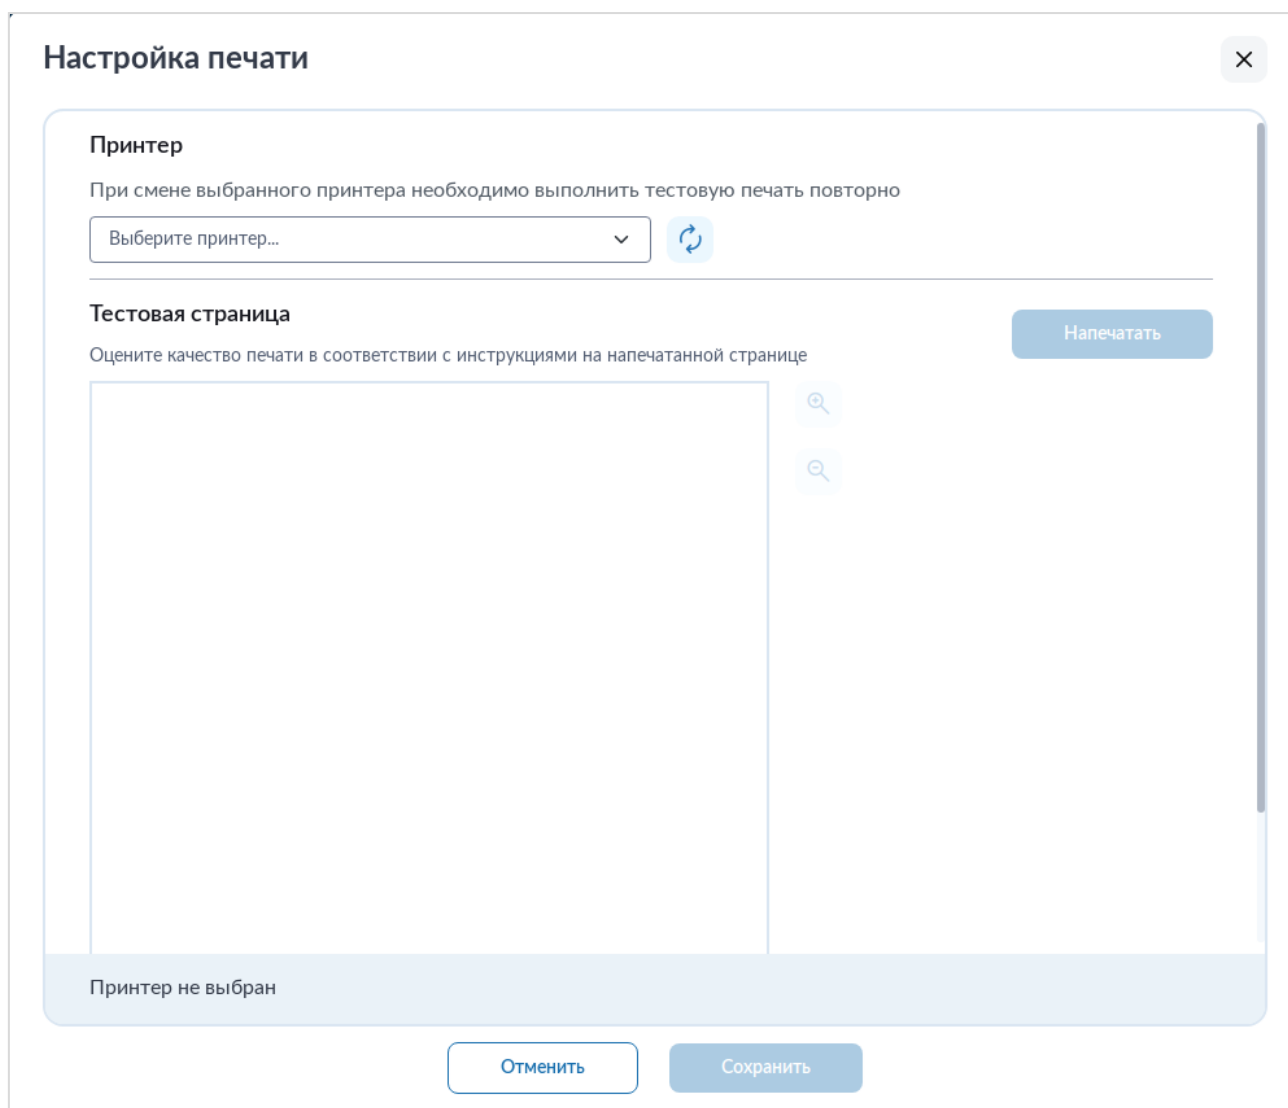 Настройка печати
Принтер
При смене выбранного принтера необходимо выполнить тестовую печать повторно
Выберите принтер...
Тестовая страница
Напечатать
Оцените качество печати в соответствии с инструкциями на напечатанной странице
Принтер не выбран
Отменить
Сохранить